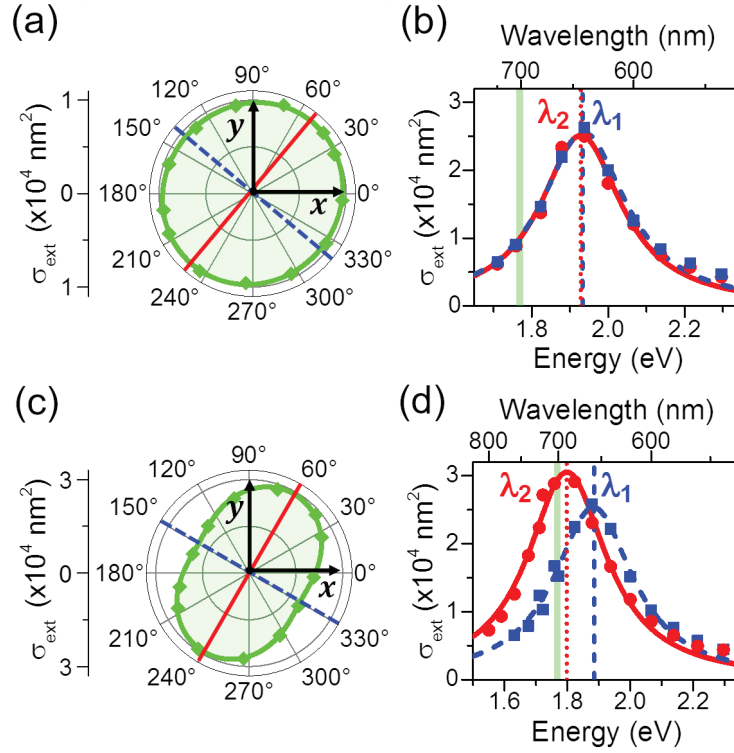 (a)
90°
120°
60°
150°
30°
180°
0°
210°
330°
240°
300°
270°
y
x
1
0
1
σext (x10⁴ nm²)
(b)
Wavelength (nm)
700
600
λ2
λ1
3
2
1
0
σext (x10⁴ nm²)
1.8
2.0
2.2
Energy (eV)
(c)
90°
120°
60°
150°
30°
180°
0°
210°
330°
240°
300°
270°
y
x
3
0
3
σext (x10⁴ nm²)
(d)
Wavelength (nm)
800
700
600
λ2
λ1
3
2
1
0
σext (x10⁴ nm²)
1.6
1.8
2.0
2.2
Energy (eV)